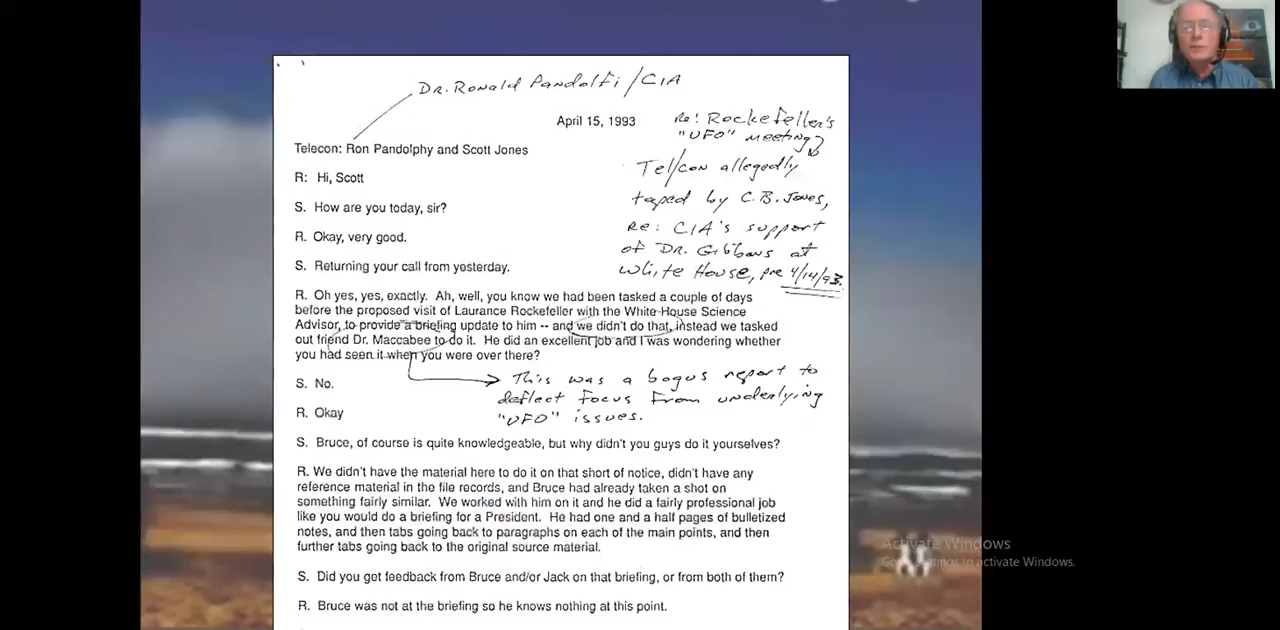 Dr. Ronald Pandolfi/CIA
April 15, 1993
Re: Rockefeller's
"UFO" meeting?
Telecon: Ron Pandolphy and Scott Jones
Tel/con allegedly
taped by C.B. Jones,
Re: CIA's support
of Dr. Gibbons at
White House, pre 4/14/93.
R: Hi, Scott
S. How are you today, sir?
R. Okay, very good.
S. Returning your call from yesterday.
R. Oh yes, yes, exactly. Ah, well, you know we had been tasked a couple of days
before the proposed visit of Laurance Rockefeller with the White House Science
Advisor, to provide a briefing update to him -- and we didn't do that, instead we tasked
out friend Dr. Maccabee to do it. He did an excellent job and I was wondering whether
you had seen it when you were over there?
This was a bogus report to
deflect focus from underlying
"UFO" issues.
S. No.
R. Okay
S. Bruce, of course is quite knowledgeable, but why didn't you guys do it yourselves?
R. We didn't have the material here to do it on that short of notice, didn't have any
reference material in the file records, and Bruce had already taken a shot on
something fairly similar. We worked with him on it and he did a fairly professional job
like you would do a briefing for a President. He had one and a half pages of bulletized
notes, and then tabs going back to paragraphs on each of the main points, and then
further tabs going back to the original source material.
S. Did you get feedback from Bruce and/or Jack on that briefing, or from both of them?
R. Bruce was not at the briefing so he knows nothing at this point.
Activate Windows
to activate Windows.